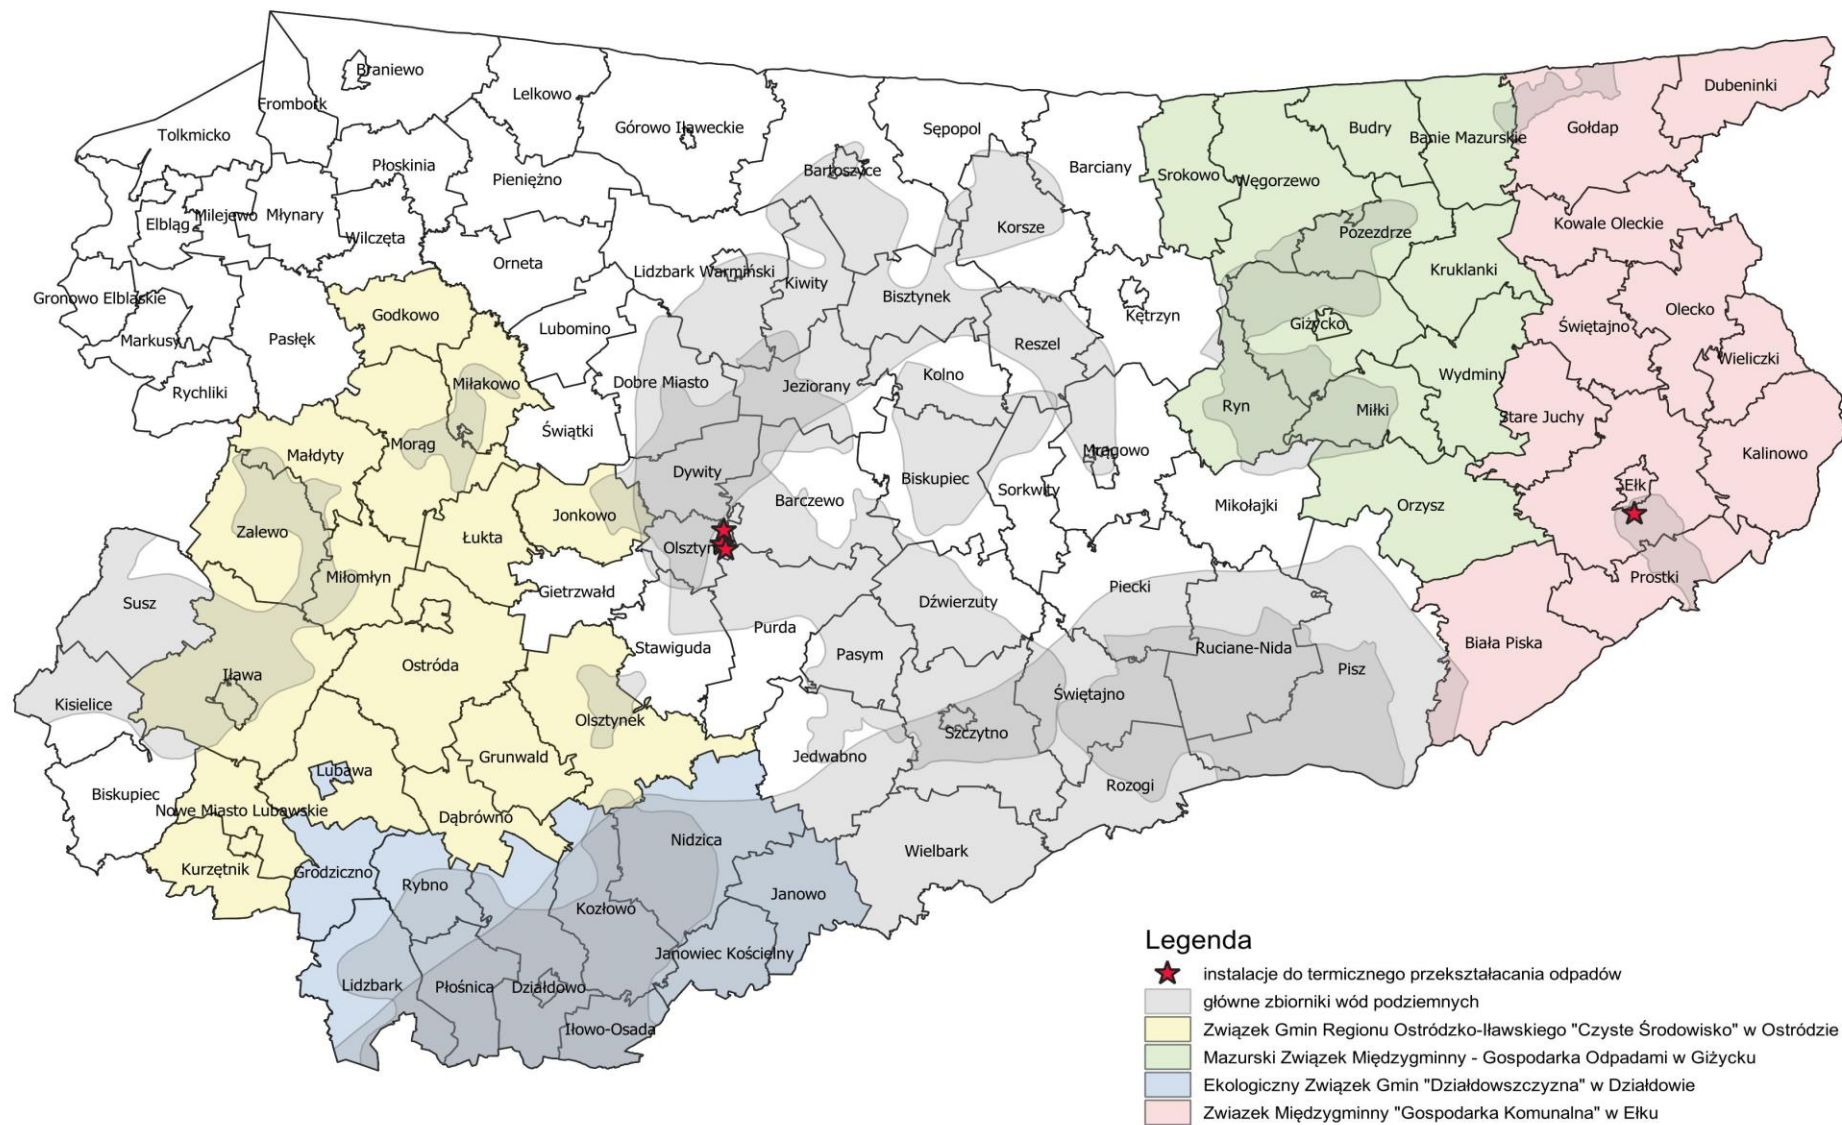 Braniewo
Lelkowo
Dubeninki
Frombork
Tolkmicko
Górowo Iławeckie
Sępopol
Budry
Banie Mazurskie
Gołdap
Płoskinia
Pieniężno
Bartoszyce
Barciany
Srokowo
Węgorzewo
Elbląg
Milejewo
Młynary
Wilczęta
Korsze
Pozezdrze
Kowale Oleckie
Orneta
Lidzbark Warmiński
Kiwity
Bisztynek
Kruklanki
Gronowo Elbląskie
Godkowo
Lubomino
Kętrzyn
Giżycko
Świętajno
Olecko
Markusy
Pasłęk
Reszel
Wieliczki
Rychliki
Miłakowo
Dobre Miasto
Jeziorany
Kolno
Wydminy
Świątki
Ryn
Miłki
Stare Juchy
Małdyty
Morąg
Mrągowo
Kalinowo
Dywity
Biskupiec
Barczewo
Sorkwity
Mikołajki
Orzysz
Ełk
Zalewo
Jonkowo
Łukta
Olsztyn
Miłomłyn
Gietrzwałd
Piecki
Prostki
Susz
Dźwierzuty
Purda
Stawiguda
Pasym
Ruciane-Nida
Biała Piska
Ostróda
Pisz
Iława
Kisielice
Świętajno
Olsztynek
Szczytno
Grunwald
Jedwabno
Lubawa
Rozogi
Biskupiec
Nowe Miasto Lubawskie
Dąbrówno
Nidzica
Wielbark
Kurzętnik
Grodziczno
Rybno
Janowo
Kozłowo
Janowiec Kościelny
Lidzbark
Płośnica
Działdowo
Iłowo-Osada
Legenda
instalacje do termicznego przekształacania odpadów
główne zbiorniki wód podziemnych
Związek Gmin Regionu Ostródzko-Iławskiego "Czyste Środowisko" w Ostródzie
Mazurski Związek Międzygminny - Gospodarka Odpadami w Giżycku
Ekologiczny Związek Gmin "Działdowszczyzna" w Działdowie
Zwiazek Międzygminny "Gospodarka Komunalna" w Ełku